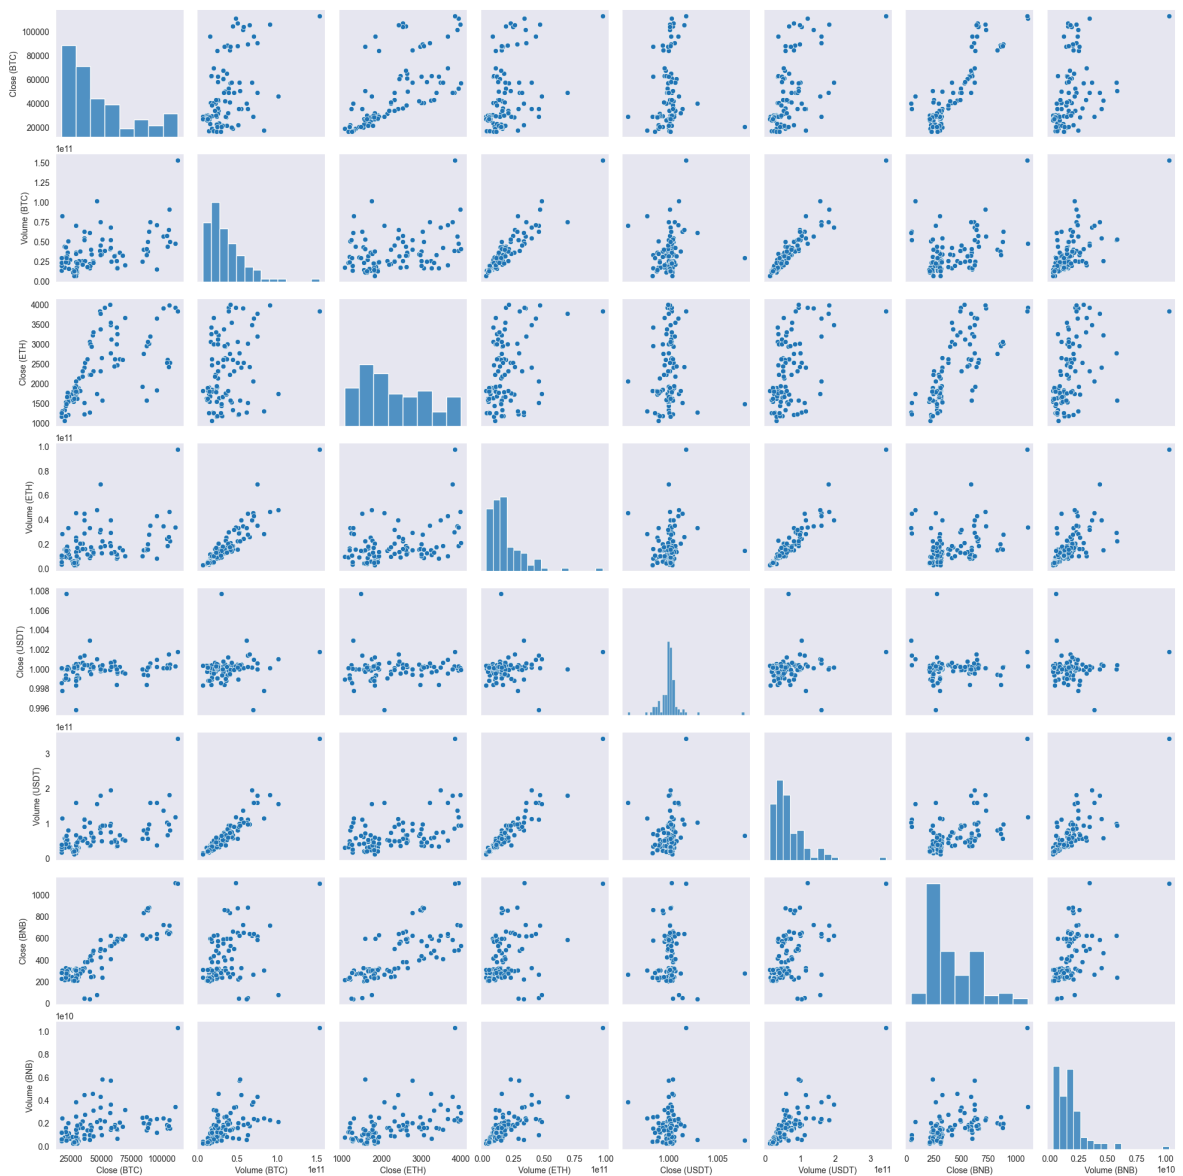 100000
80000
60000
40000
20000
Close (BTC)
1e11
1.50
1.25
1.00
0.75
0.50
0.25
0.00
Volume (BTC)
4000
3500
3000
2500
2000
1500
1000
Close (ETH)
1e11
1.0
0.8
0.6
0.4
0.2
0.0
Volume (ETH)
1.008
1.006
1.004
1.002
1.000
0.998
0.996
Close (USDT)
1e11
3
2
1
0
Volume (USDT)
1000
800
600
400
200
0
Close (BNB)
1e10
1.0
0.8
0.6
0.4
0.2
0.0
Volume (BNB)
25000 50000 75000 100000
Close (BTC)
0.0 0.5 1.0 1.5
Volume (BTC) 1e11
1000 2000 3000 4000
Close (ETH)
0.00 0.25 0.50 0.75 1.00
Volume (ETH) 1e11
1.000 1.005
Close (USDT)
0 1 2 3
Volume (USDT) 1e11
0 250 500 750 1000
Close (BNB)
0.00 0.25 0.50 0.75 1.00
Volume (BNB) 1e10